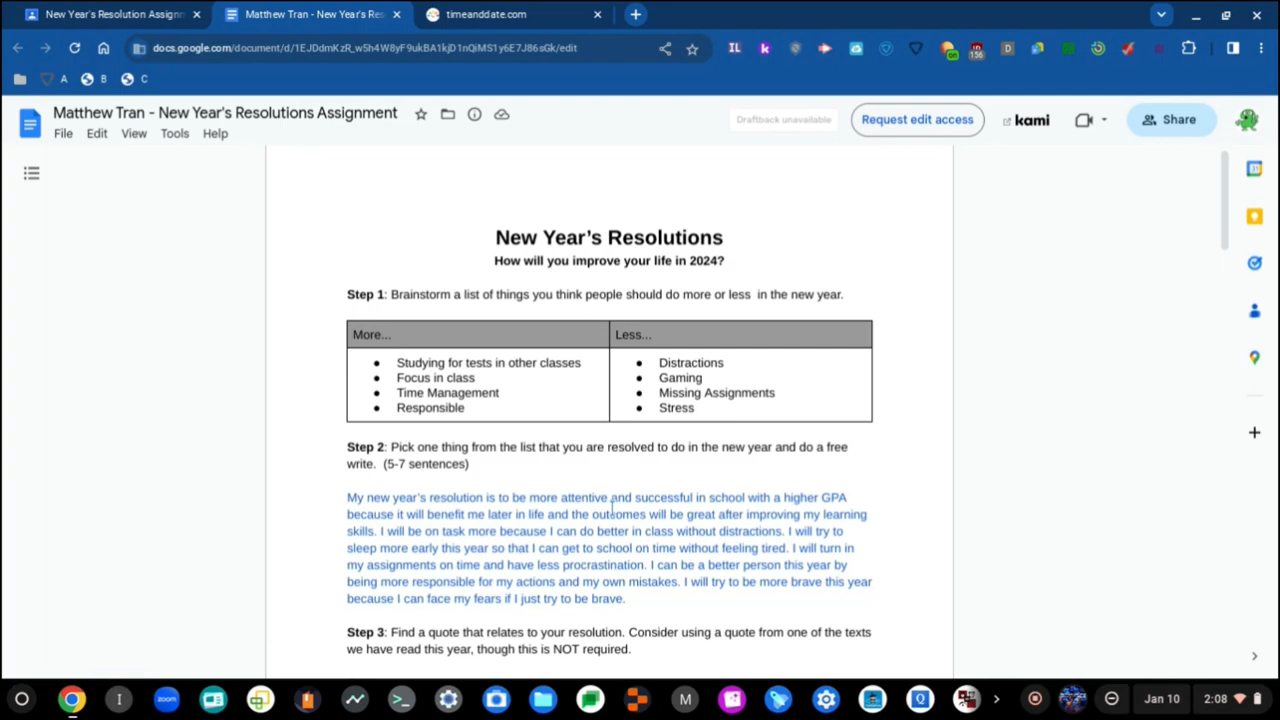 New Year's Resolution Assignm
Matthew Tran - New Year's Res
timeanddate.com
docs.google.com/document/d/1EJDdmKzR_w5h4W8yF9ukBA1kjD1nQiMS1y6E7J86sGk/edit
IL
k
on
156
D
A
B
C
Matthew Tran - New Year's Resolutions Assignment
File Edit View Tools Help
Draftback unavailable
Request edit access
kami
Share
New Year's Resolutions
How will you improve your life in 2024?
Step 1: Brainstorm a list of things you think people should do more or less in the new year.
More... Less...
● Studying for tests in other classes ● Distractions
● Focus in class ● Gaming
● Time Management ● Missing Assignments
● Responsible ● Stress
Step 2: Pick one thing from the list that you are resolved to do in the new year and do a free
write. (5-7 sentences)
My new year's resolution is to be more attentive and successful in school with a higher GPA
because it will benefit me later in life and the outcomes will be great after improving my learning
skills. I will be on task more because I can do better in class without distractions. I will try to
sleep more early this year so that I can get to school on time without feeling tired. I will turn in
my assignments on time and have less procrastination. I can be a better person this year by
being more responsible for my actions and my own mistakes. I will try to be more brave this year
because I can face my fears if I just try to be brave.
Step 3: Find a quote that relates to your resolution. Consider using a quote from one of the texts
we have read this year, though this is NOT required.
I
zoom
M
Q
Jan 10
2:08